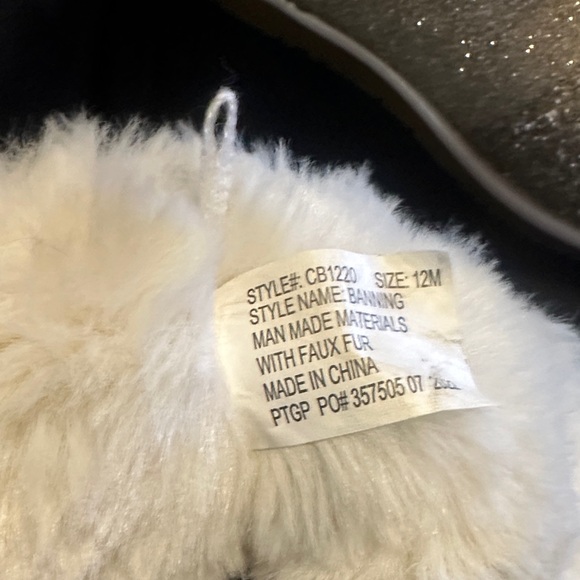 STYLE#: CB1220 SIZE: 12M
STYLE NAME: BANNING
MAN MADE MATERIALS
WITH FAUX FUR
MADE IN CHINA
PTGP PO# 357505 07